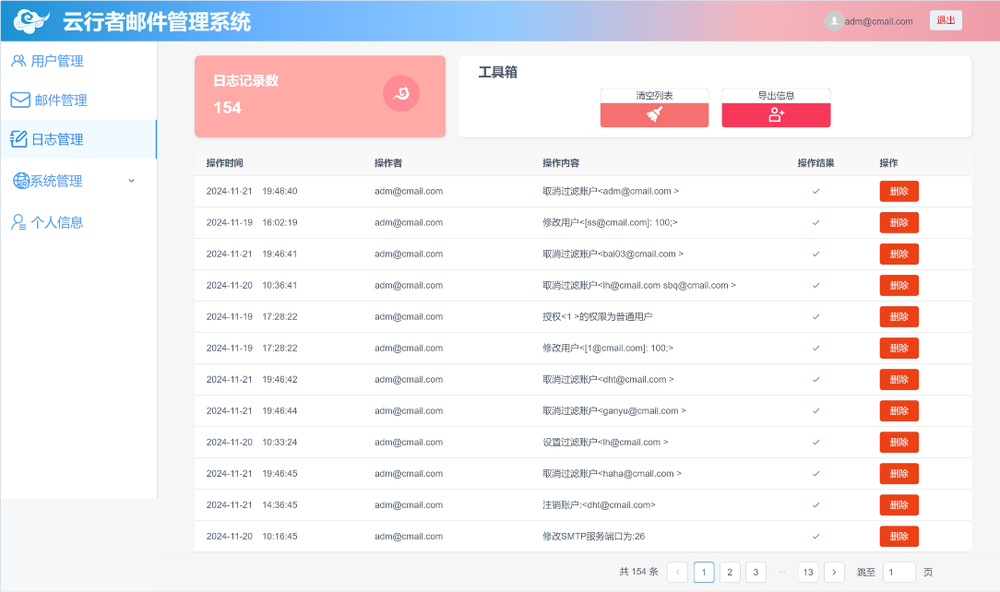 云行者邮件管理系统
adm@cmail.com 退出
用户管理
邮件管理
日志管理
系统管理
个人信息
日志记录数
154
工具箱
清空列表 导出信息
操作时间 操作者 操作内容 操作结果 操作
2024-11-21 19:46:40 adm@cmail.com 取消过滤账户<adm@cmail.com > ✓ 删除
2024-11-19 16:02:19 adm@cmail.com 修改用户<[ss@cmail.com]: 100;> ✓ 删除
2024-11-21 19:46:41 adm@cmail.com 取消过滤账户<bai03@cmail.com > ✓ 删除
2024-11-20 10:36:41 adm@cmail.com 取消过滤账户<lh@cmail.com sbq@cmail.com > ✓ 删除
2024-11-19 17:28:22 adm@cmail.com 授权<1 >的权限为普通用户 ✓ 删除
2024-11-19 17:28:22 adm@cmail.com 修改用户<[1@cmail.com]: 100;> ✓ 删除
2024-11-21 19:46:42 adm@cmail.com 取消过滤账户<dht@cmail.com > ✓ 删除
2024-11-21 19:46:44 adm@cmail.com 取消过滤账户<ganyu@cmail.com > ✓ 删除
2024-11-20 10:33:24 adm@cmail.com 设置过滤账户<lh@cmail.com > ✓ 删除
2024-11-21 19:46:45 adm@cmail.com 取消过滤账户<haha@cmail.com > ✓ 删除
2024-11-21 14:36:45 adm@cmail.com 注销账户:<dht@cmail.com> ✓ 删除
2024-11-20 10:16:45 adm@cmail.com 修改SMTP服务端口为:26 ✓ 删除
共 154 条 < 1 2 3 ··· 13 > 跳至 1 页